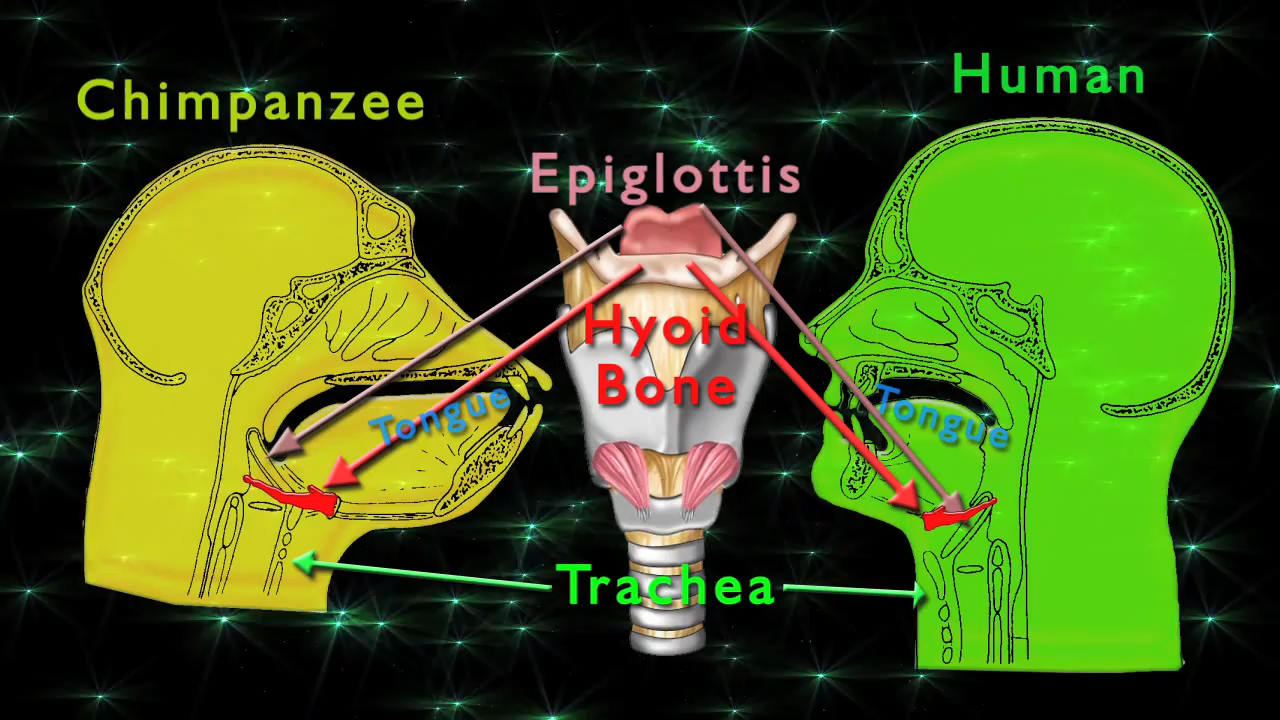 Chimpanzee
Human
Epiglottis
Hyoid
Bone
Tongue
Tongue
Trachea